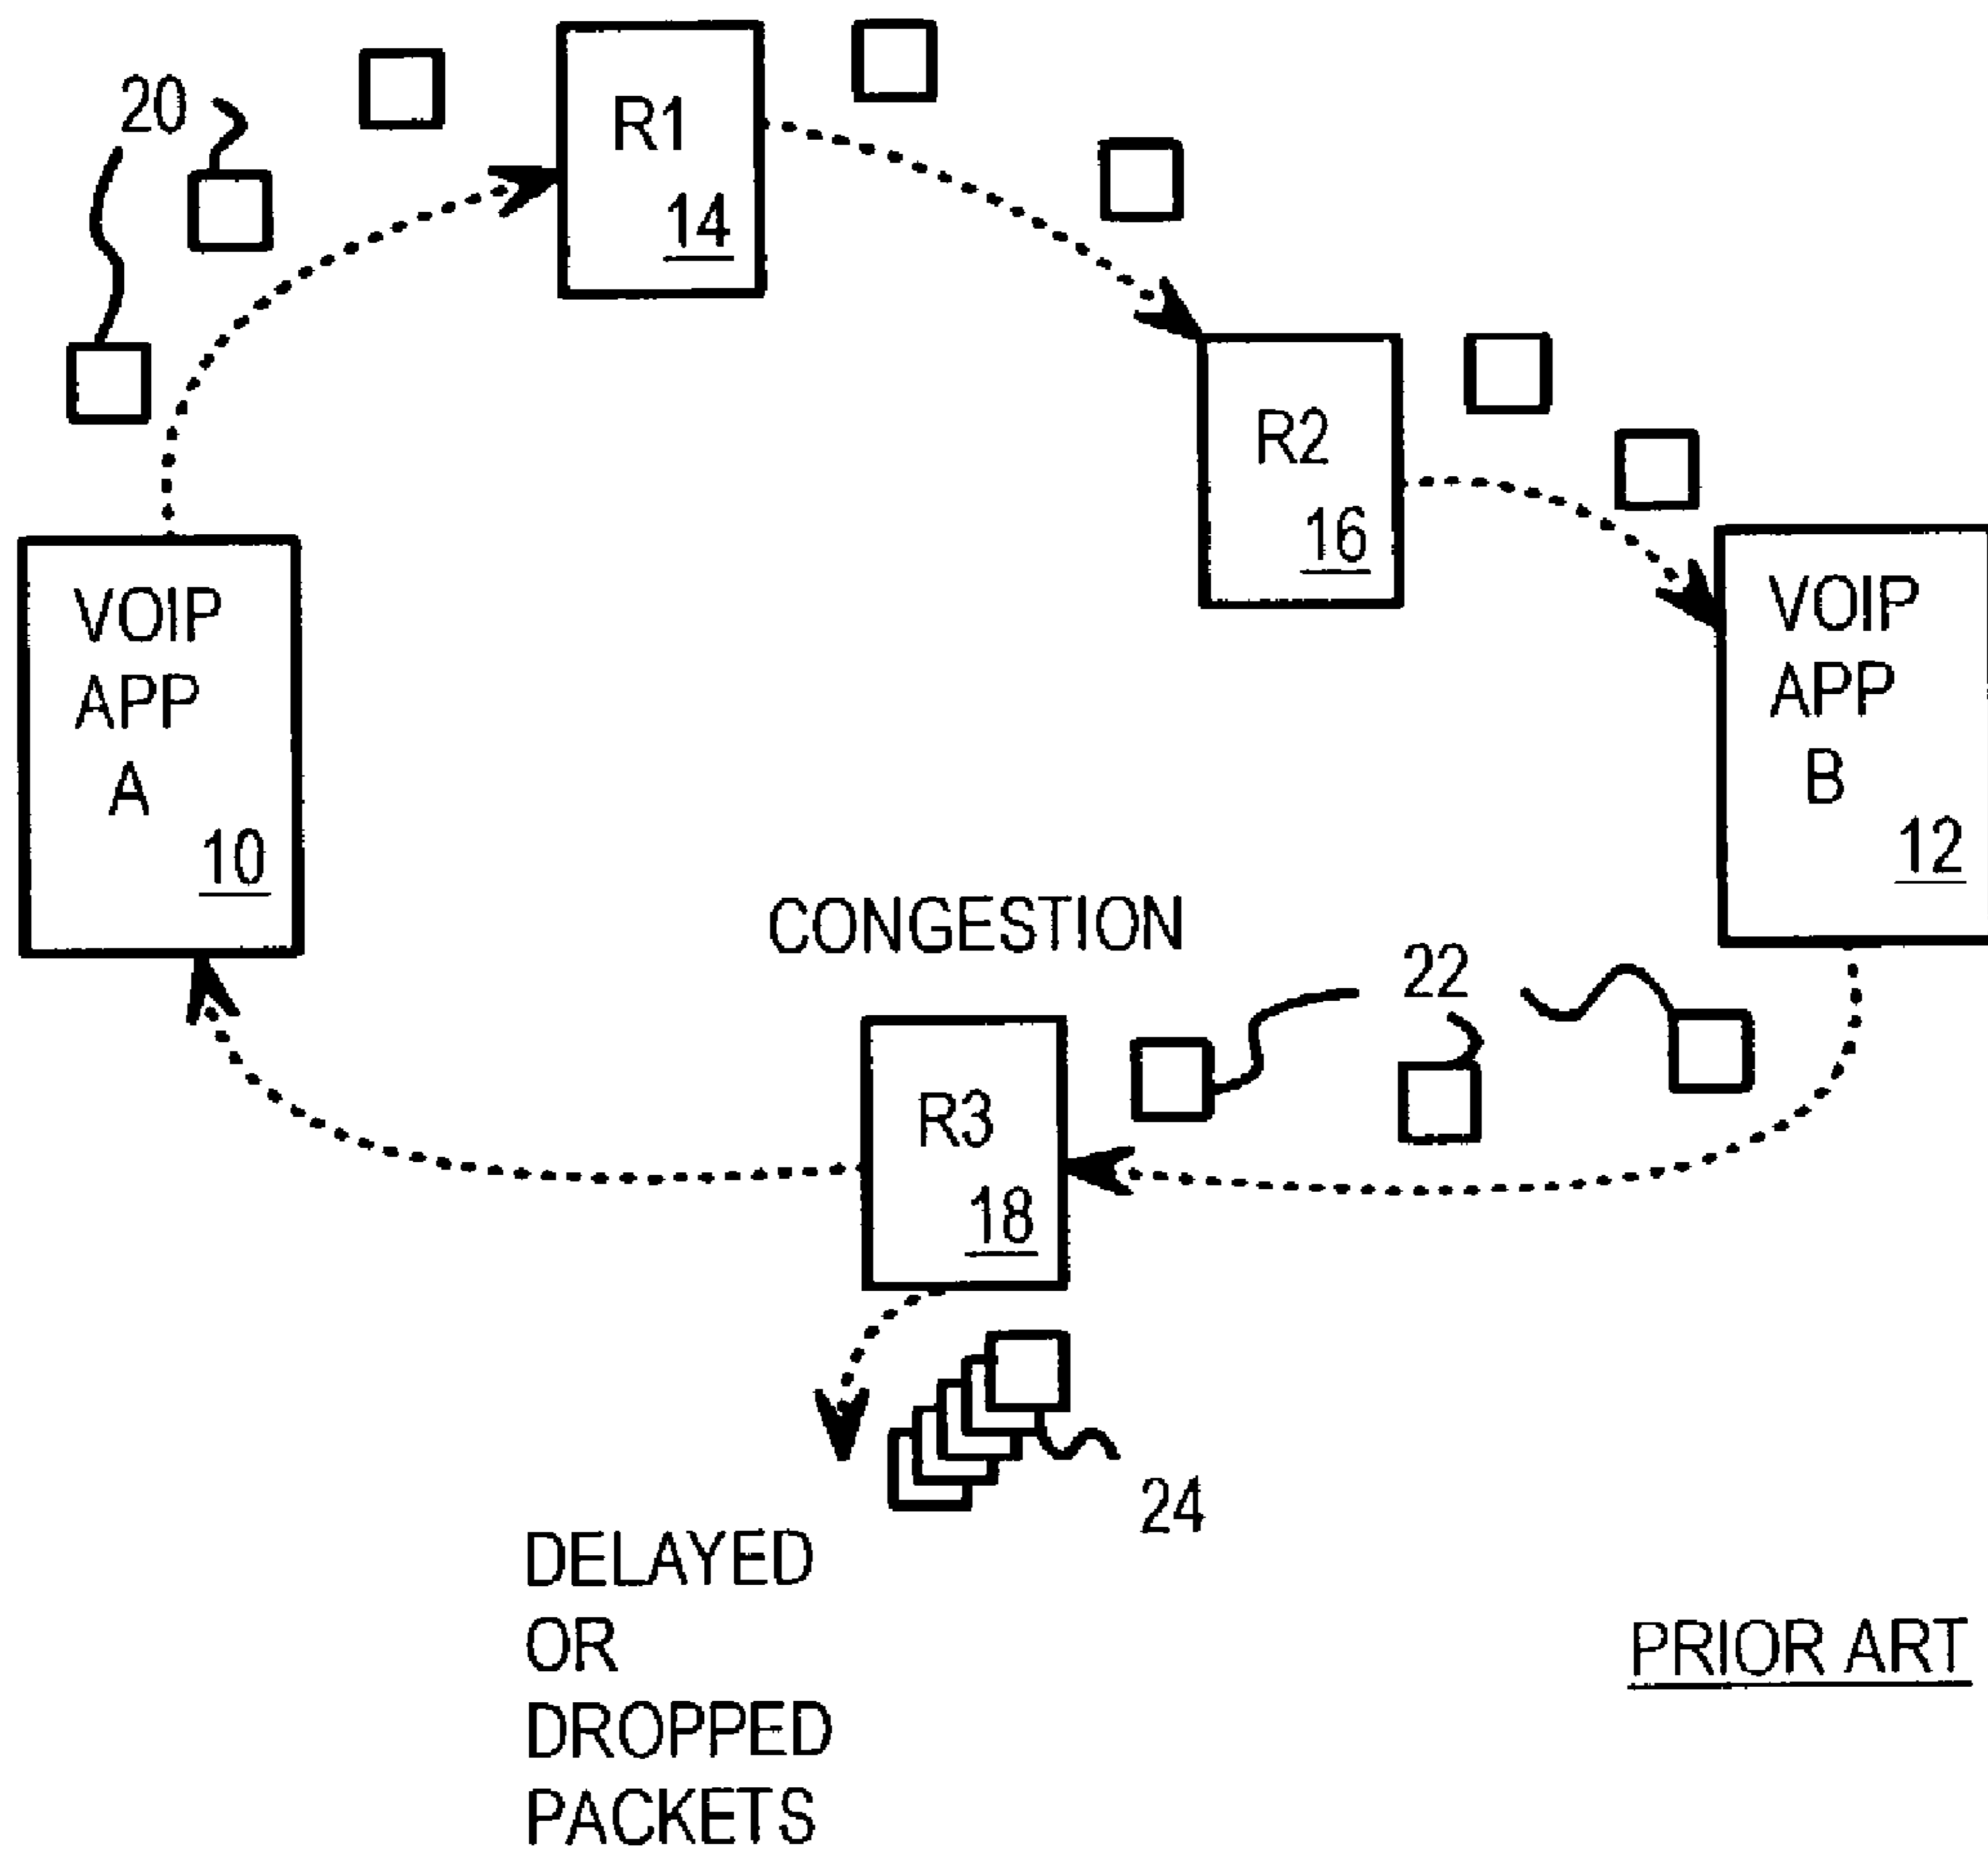 20
R1
14
R2
16
VOIP
APP
A
10
VOIP
APP
B
12
CONGESTION
22
R3
18
24
DELAYED
OR
DROPPED
PACKETS
PRIOR ART